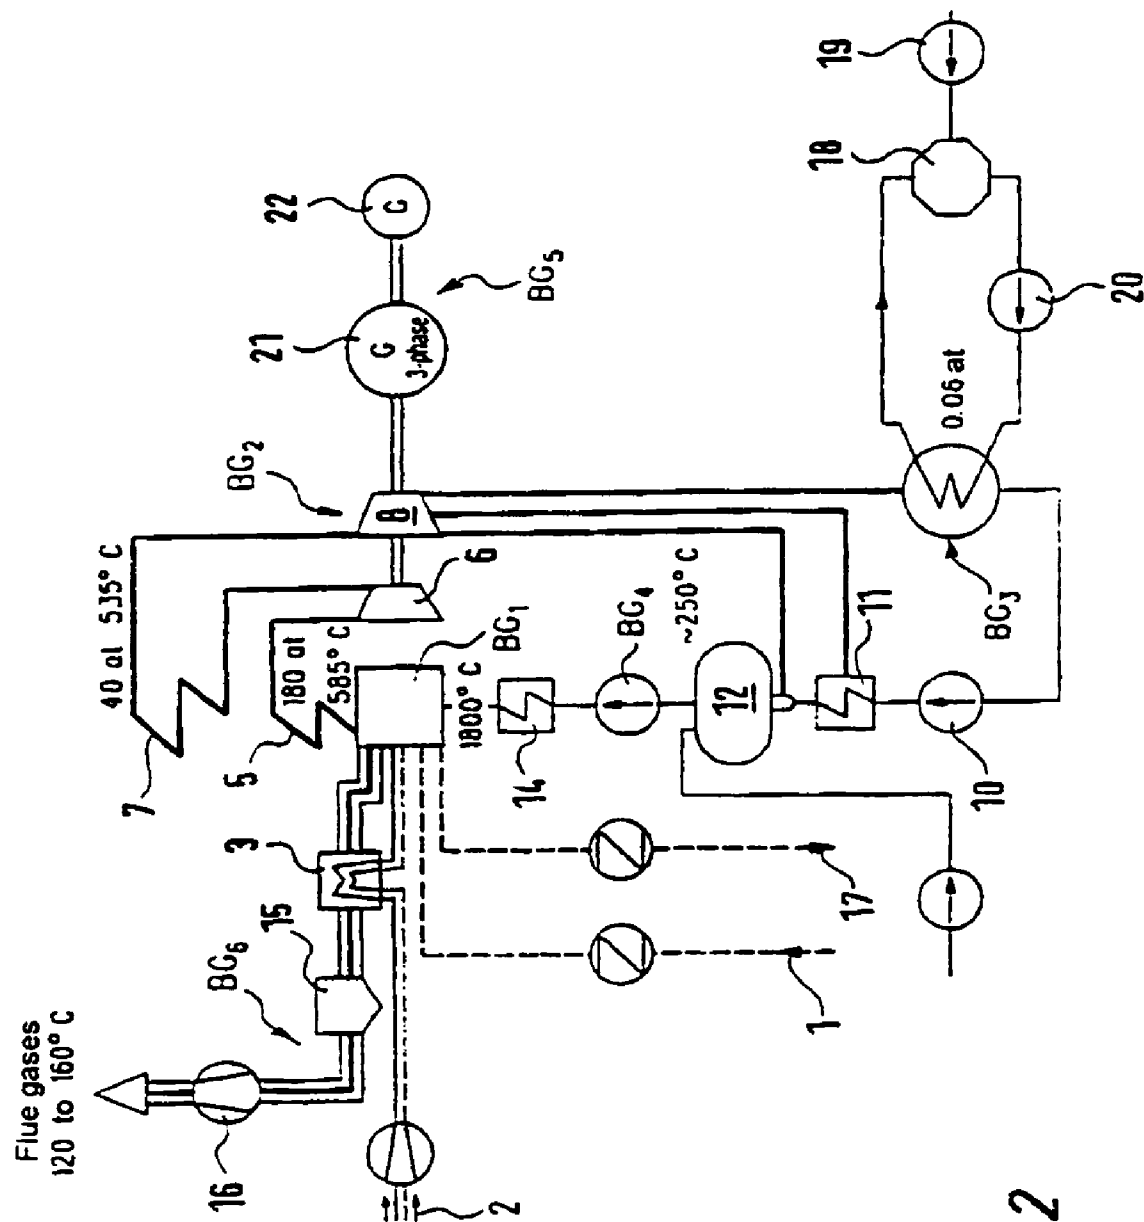 Flue gases
120 to 160° C
16
BG₆
15
3
2
7
5
40 at 535° C
180 at
585° C
BG₁
6
BG₂
8
21
G
3-phase
22
G
BG₅
1800° C
14
BG₄
~250° C
12
11
10
BG₃
0.06 at
18
19
20
17
1
2